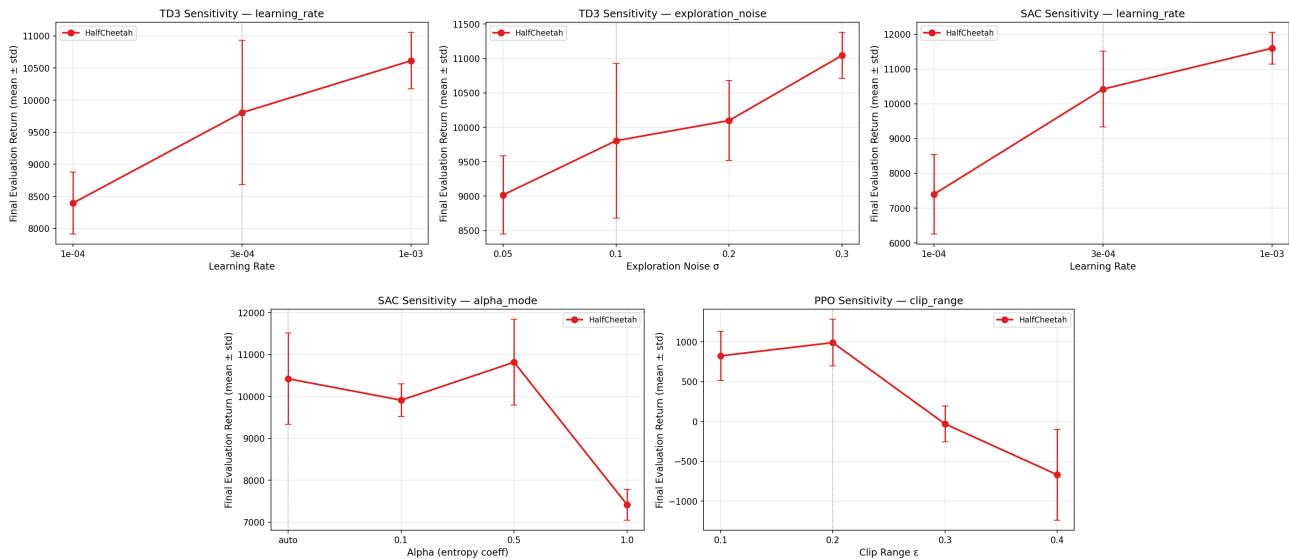 TD3 Sensitivity — learning_rate
HalfCheetah
Final Evaluation Return (mean ± std)
11000
10500
10000
9500
9000
8500
8000
1e-04
3e-04
1e-03
Learning Rate
TD3 Sensitivity — exploration_noise
HalfCheetah
Final Evaluation Return (mean ± std)
11500
11000
10500
10000
9500
9000
8500
0.05
0.1
0.2
0.3
Exploration Noise σ
SAC Sensitivity — learning_rate
HalfCheetah
Final Evaluation Return (mean ± std)
12000
11000
10000
9000
8000
7000
6000
1e-04
3e-04
1e-03
Learning Rate
SAC Sensitivity — alpha_mode
HalfCheetah
Final Evaluation Return (mean ± std)
12000
11000
10000
9000
8000
7000
auto
0.1
0.5
1.0
Alpha (entropy coeff)
PPO Sensitivity — clip_range
HalfCheetah
Final Evaluation Return (mean ± std)
1000
500
0
−500
−1000
0.1
0.2
0.3
0.4
Clip Range ε